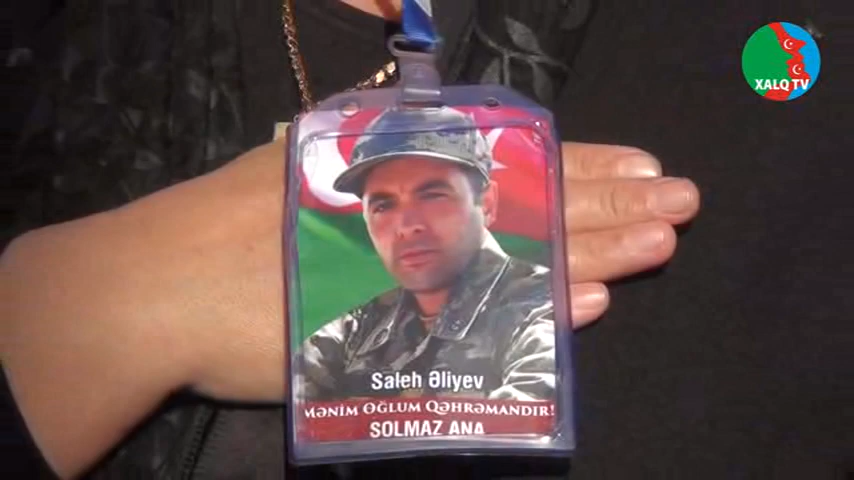 XALQ TV
Saleh Əliyev
MƏNİM OĞLUM QƏHRƏMANDIR!
SOLMAZ ANA